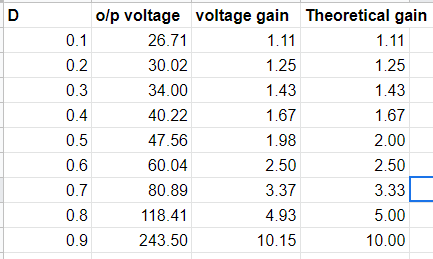 D o/p voltage voltage gain Theoretical gain
0.1 26.71 1.11 1.11
0.2 30.02 1.25 1.25
0.3 34.00 1.43 1.43
0.4 40.22 1.67 1.67
0.5 47.56 1.98 2.00
0.6 60.04 2.50 2.50
0.7 80.89 3.37 3.33
0.8 118.41 4.93 5.00
0.9 243.50 10.15 10.00